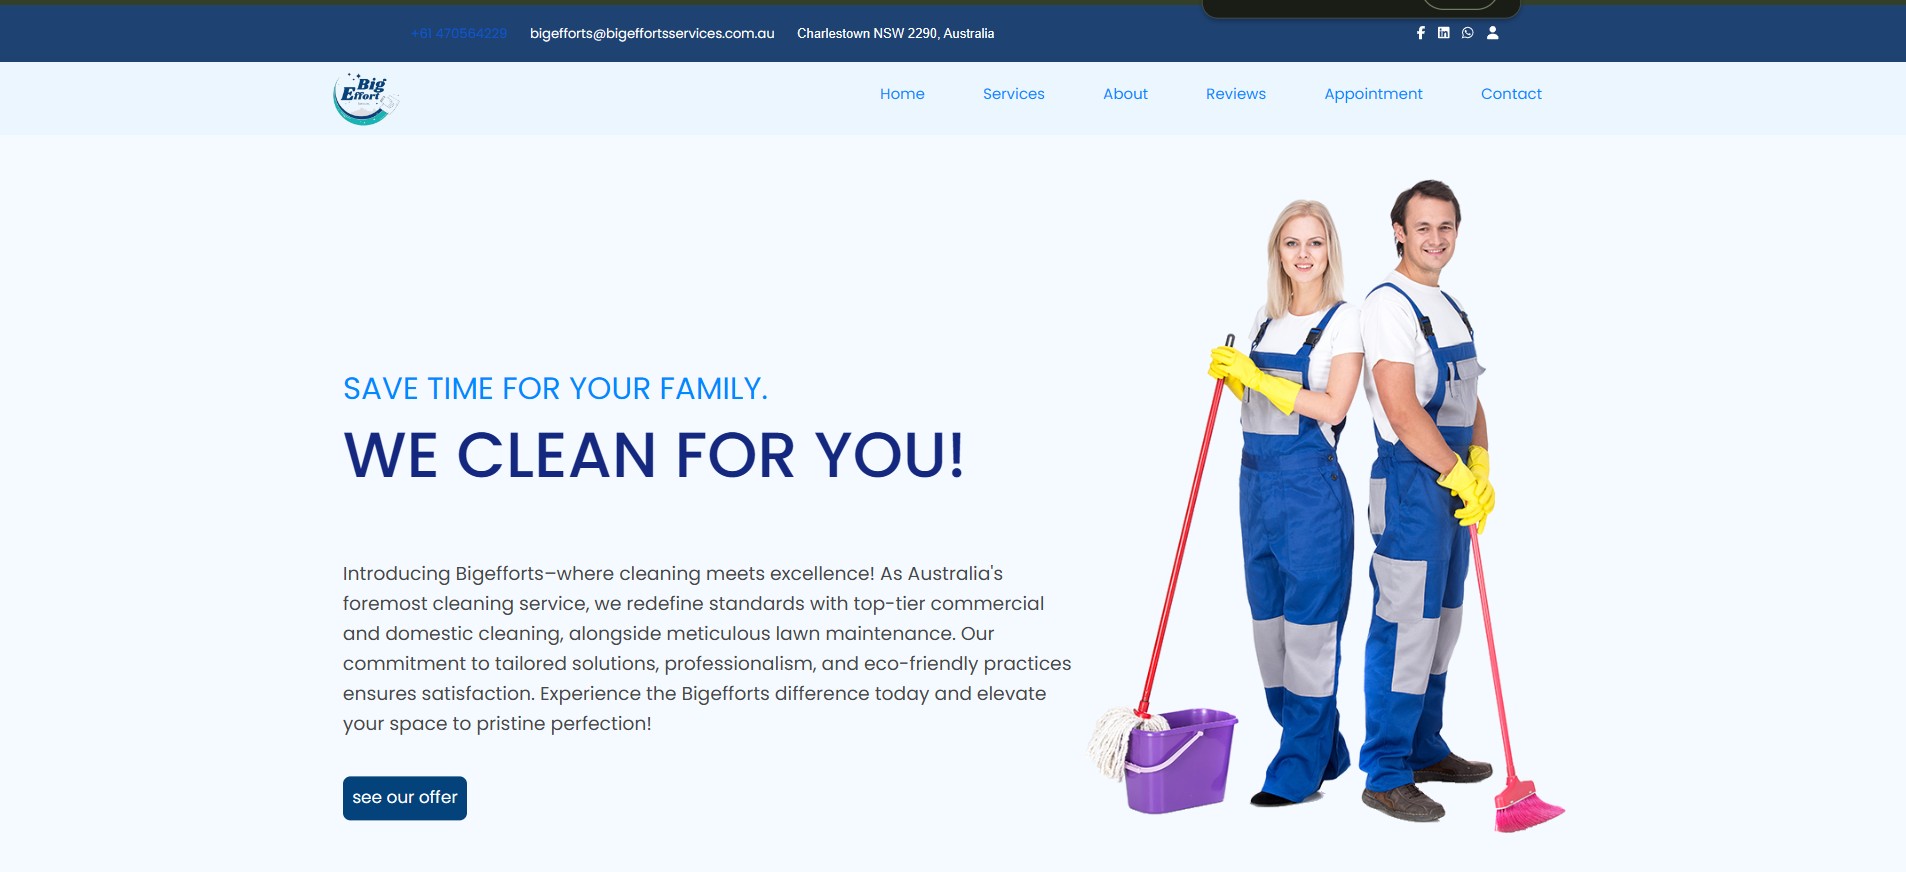 +61 470564229 bigefforts@bigeffortsservices.com.au Charlestown NSW 2290, Australia
Big
Effort
Home Services About Reviews Appointment Contact
SAVE TIME FOR YOUR FAMILY.
WE CLEAN FOR YOU!
Introducing Bigefforts–where cleaning meets excellence! As Australia's
foremost cleaning service, we redefine standards with top-tier commercial
and domestic cleaning, alongside meticulous lawn maintenance. Our
commitment to tailored solutions, professionalism, and eco-friendly practices
ensures satisfaction. Experience the Bigefforts difference today and elevate
your space to pristine perfection!
see our offer